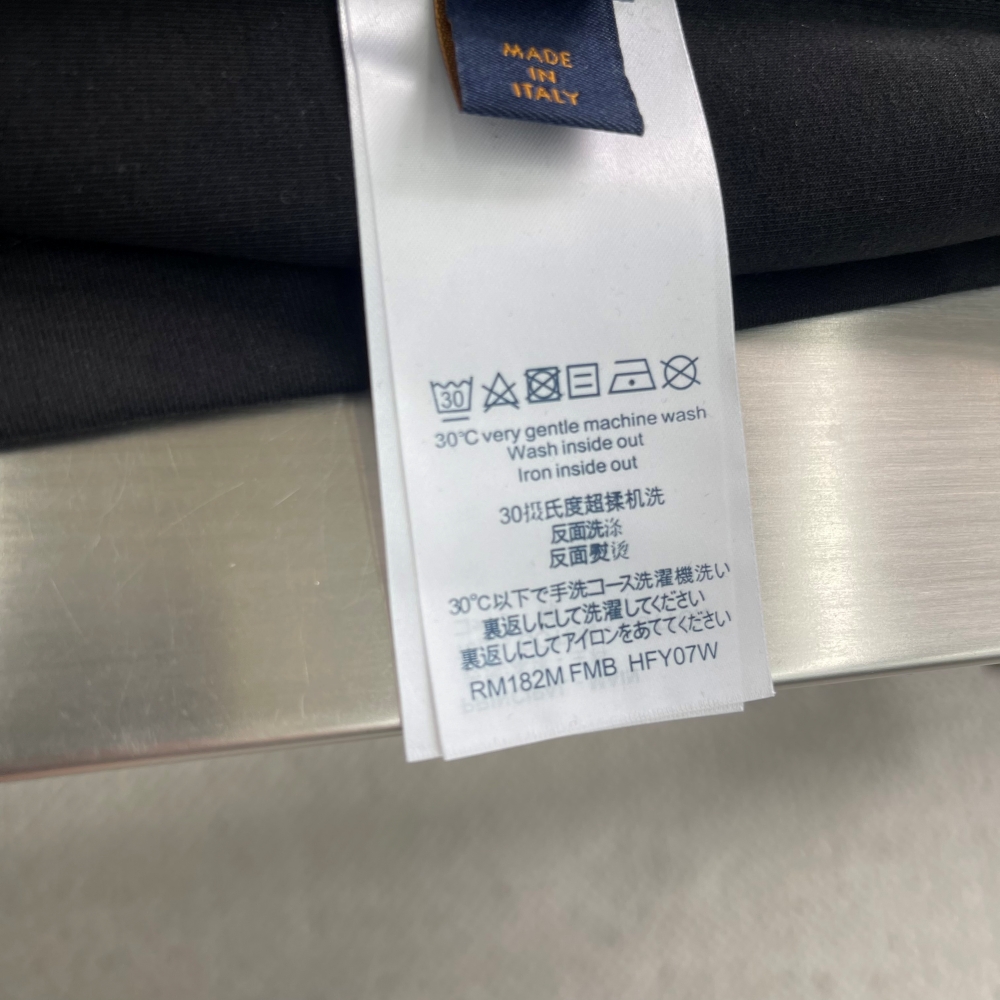 MADE
IN
ITALY
30
30℃ very gentle machine wash
Wash inside out
Iron inside out
30摄氏度超揉机洗
反面洗涤
反面熨烫
30℃以下で手洗コース洗濯機洗い
裏返しにして洗濯してください
裏返しにしてアイロンをあててください
RM182M FMB HFY07W